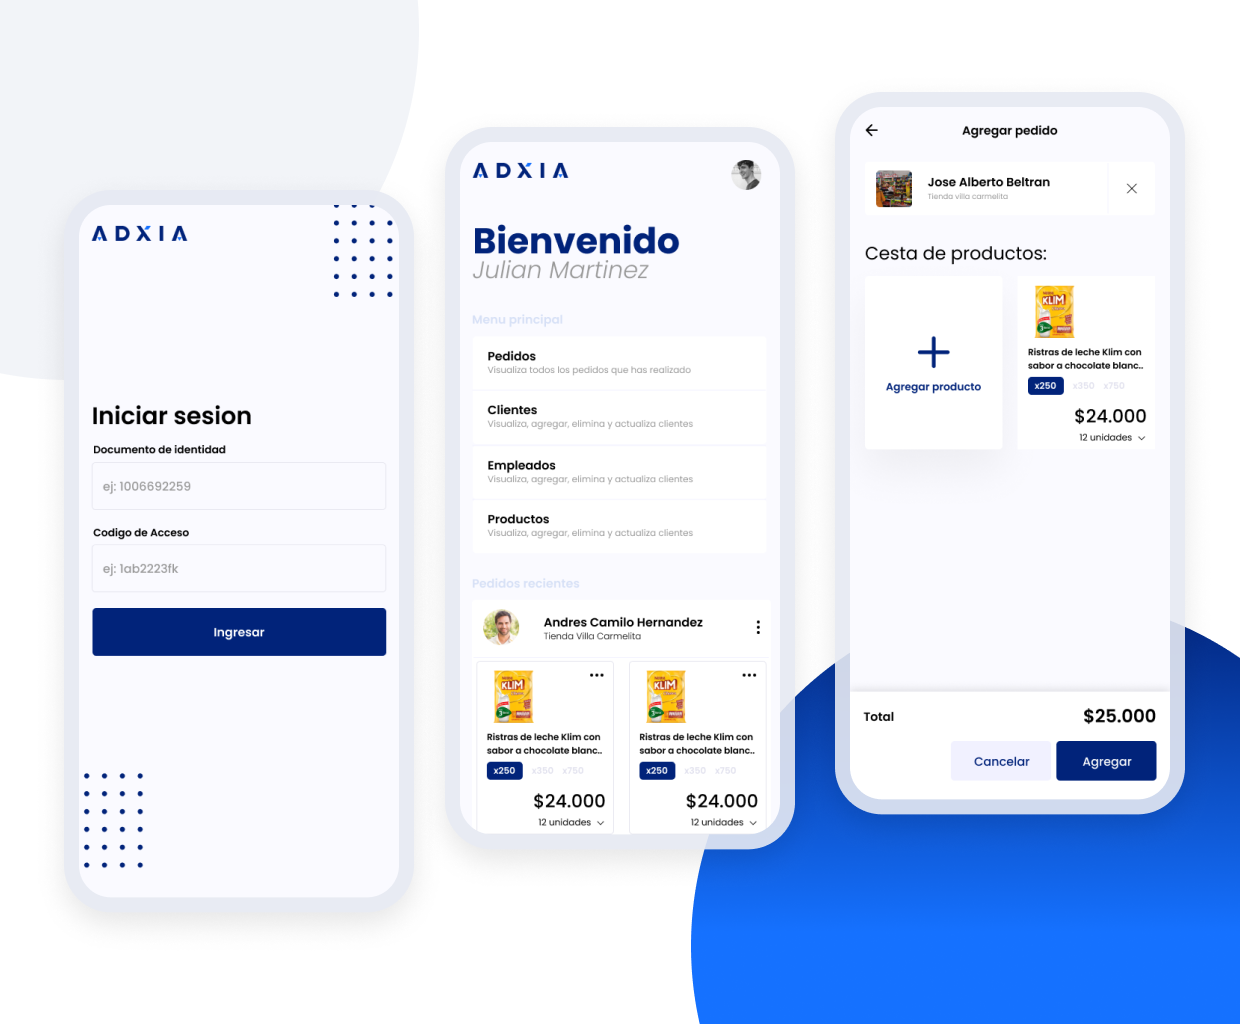 ADXIA
Iniciar sesion
Documento de identidad
ej: 1006692259
Codigo de Acceso
ej: 1ab2223fk
Ingresar
ADXIA
Bienvenido
Julian Martinez
Menu principal
Pedidos
Visualiza todos los pedidos que has realizado
Clientes
Visualiza, agregar, elimina y actualiza clientes
Empleados
Visualiza, agregar, elimina y actualiza clientes
Productos
Visualiza, agregar, elimina y actualiza clientes
Pedidos recientes
Andres Camilo Hernandez
Tienda Villa Carmelita
KLIM
Ristras de leche Klim con
sabor a chocolate blanc..
x250 x350 x750
$24.000
12 unidades
KLIM
Ristras de leche Klim con
sabor a chocolate blanc..
x250 x350 x750
$24.000
12 unidades
Agregar pedido
Jose Alberto Beltran
Tienda villa carmelita
Cesta de productos:
Agregar producto
KLIM
Ristras de leche Klim con
sabor a chocolate blanc..
x250 x350 x750
$24.000
12 unidades
Total $25.000
Cancelar Agregar